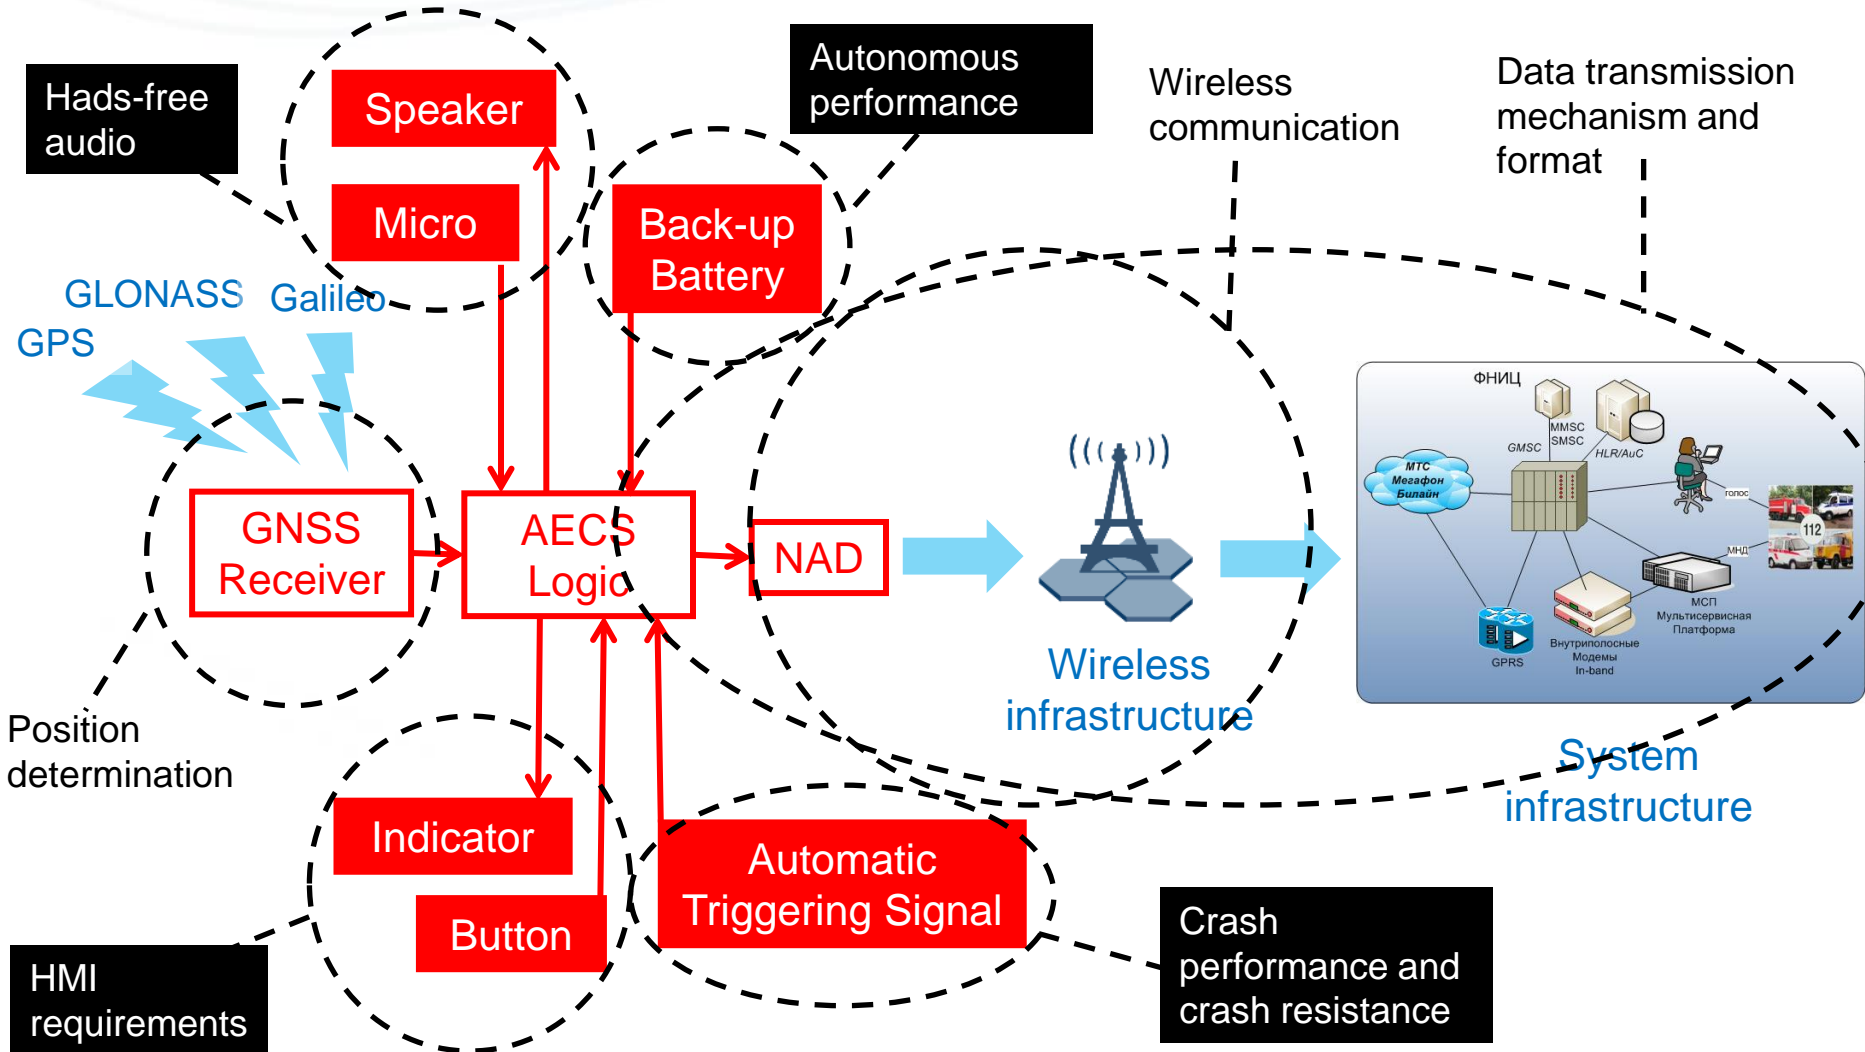 Hads-free
audio
Speaker
Micro
Autonomous
performance
Back-up
Battery
Wireless
communication
Data transmission
mechanism and
format
GLONASS
Galileo
GPS
GNSS
Receiver
AECS
Logic
NAD
Wireless
infrastructure
ФНИЦ
MMSC
SMSC
GMSC
HLR/AuC
МТС
Мегафон
Билайн
голос
112
МНД
МСП
Мультисервисная
Платформа
GPRS
Внутриполосные
Модемы
In-band
System
infrastructure
Position
determination
Indicator
Button
Automatic
Triggering Signal
HMI
requirements
Crash
performance and
crash resistance